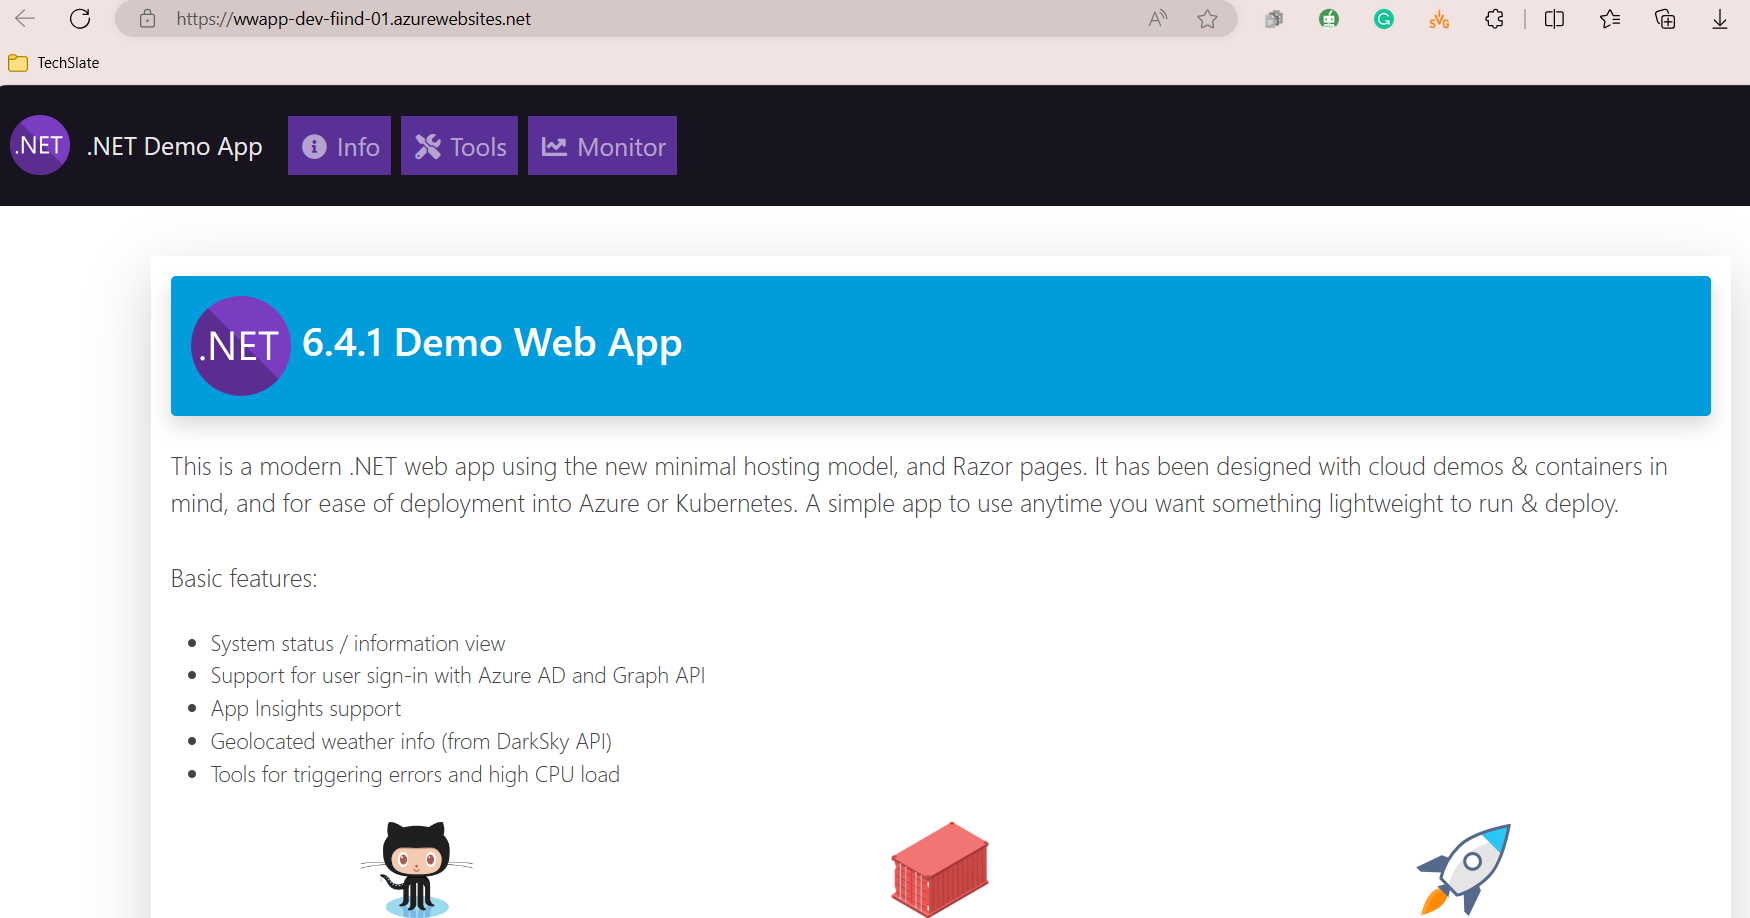 https://wwapp-dev-fiind-01.azurewebsites.net
TechSlate
.NET .NET Demo App Info Tools Monitor
.NET 6.4.1 Demo Web App
This is a modern .NET web app using the new minimal hosting model, and Razor pages. It has been designed with cloud demos & containers in
mind, and for ease of deployment into Azure or Kubernetes. A simple app to use anytime you want something lightweight to run & deploy.
Basic features:
System status / information view
Support for user sign-in with Azure AD and Graph API
App Insights support
Geolocated weather info (from DarkSky API)
Tools for triggering errors and high CPU load